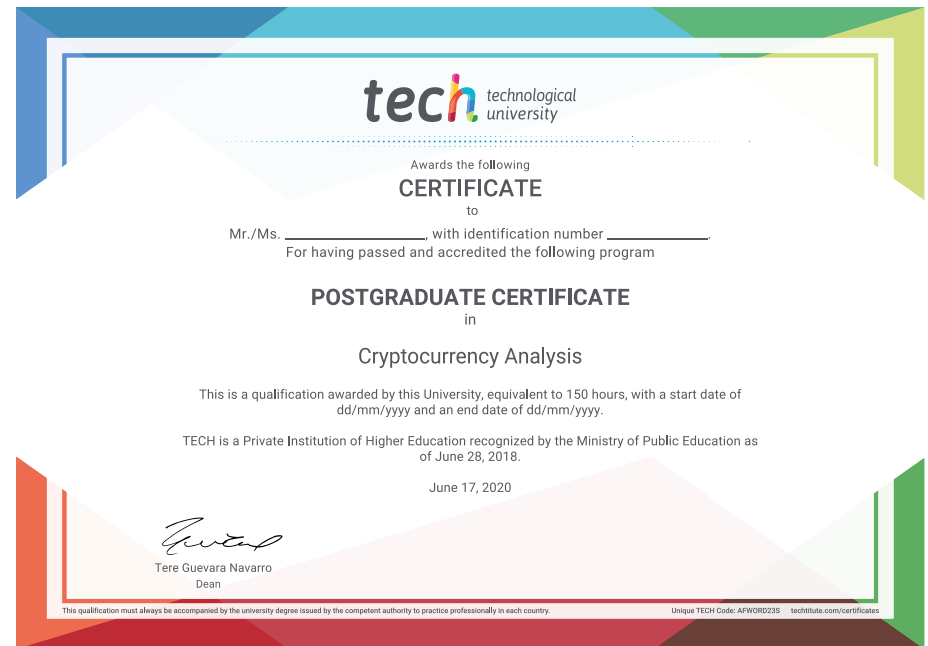 tech technological
university
Awards the following
CERTIFICATE
to
Mr./Ms. ____________________, with identification number ______________.
For having passed and accredited the following program
POSTGRADUATE CERTIFICATE
in
Cryptocurrency Analysis
This is a qualification awarded by this University, equivalent to 150 hours, with a start date of
dd/mm/yyyy and an end date of dd/mm/yyyy.
TECH is a Private Institution of Higher Education recognized by the Ministry of Public Education as
of June 28, 2018.
June 17, 2020
Tere Guevara Navarro
Dean
This qualification must always be accompanied by the university degree issued by the competent authority to practice professionally in each country.
Unique TECH Code: AFWORD23S techtitute.com/certificates